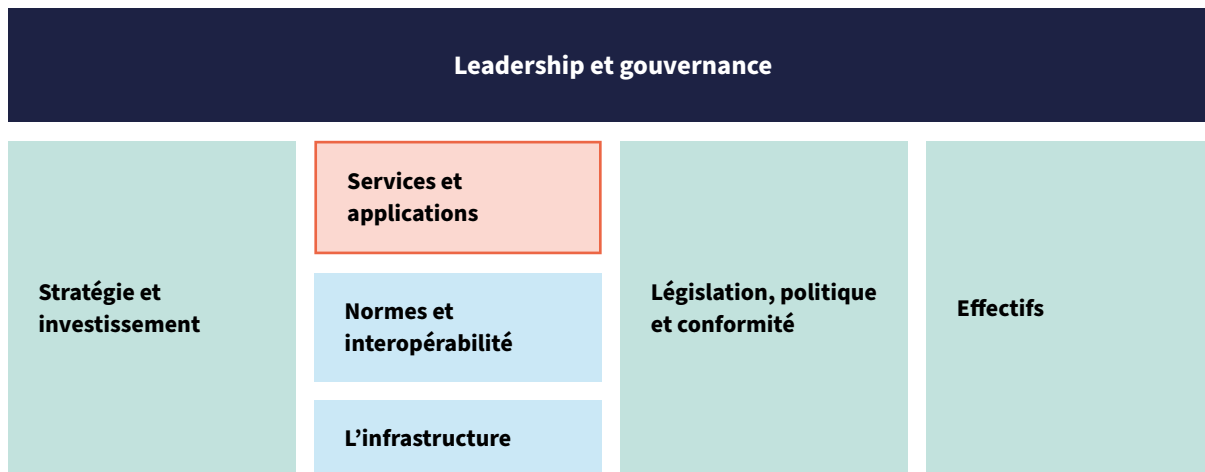 Leadership et gouvernance
Stratégie et
investissement
Services et
applications
Normes et
interopérabilité
L’infrastructure
Législation, politique
et conformité
Effectifs